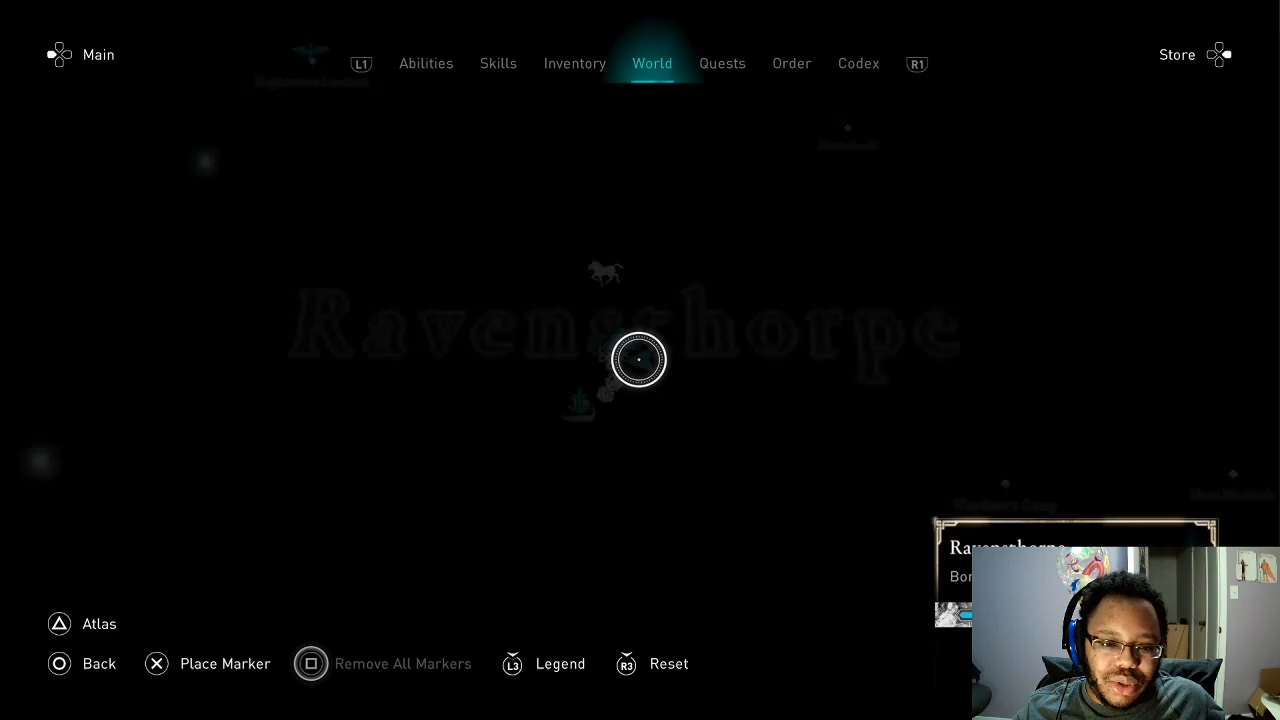 Main
L1 Abilities Skills Inventory World Quests Order Codex R1
Store
Ravensthorpe
Ravensthorpe
Atlas
Back Place Marker Remove All Markers L3 Legend R3 Reset